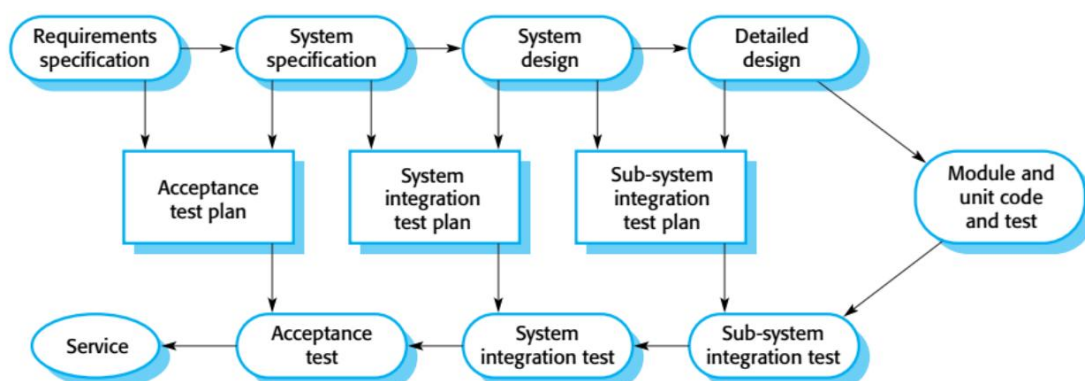 Requirements
specification
System
specification
System
design
Detailed
design
Acceptance
test plan
System
integration
test plan
Sub-system
integration
test plan
Module and
unit code
and test
Service
Acceptance
test
System
integration test
Sub-system
integration test